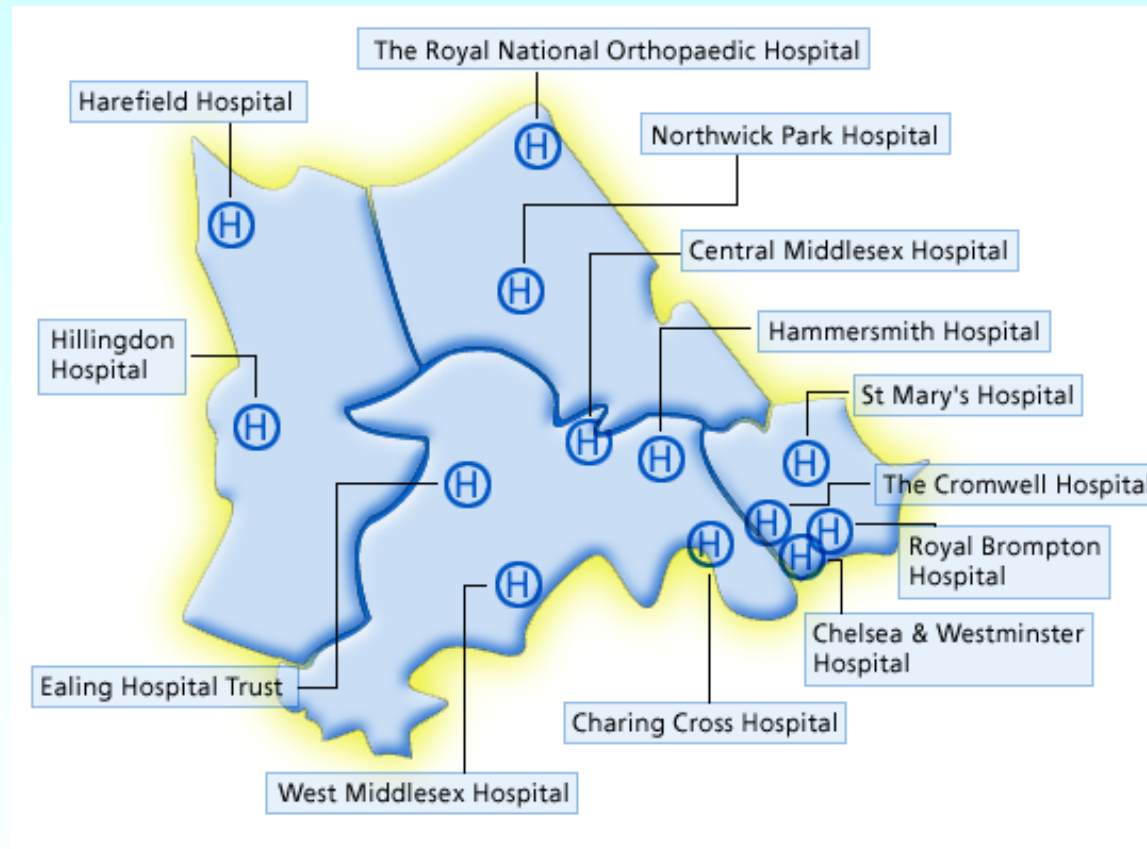 The Royal National Orthopaedic Hospital
Harefield Hospital
Northwick Park Hospital
H
H
Central Middlesex Hospital
H
Hammersmith Hospital
Hillingdon
Hospital
St Mary's Hospital
H
H
H
H
H
The Cromwell Hospital
H
H
H
H
H
Royal Brompton
Hospital
H
Chelsea & Westminster
Hospital
Ealing Hospital Trust
Charing Cross Hospital
West Middlesex Hospital